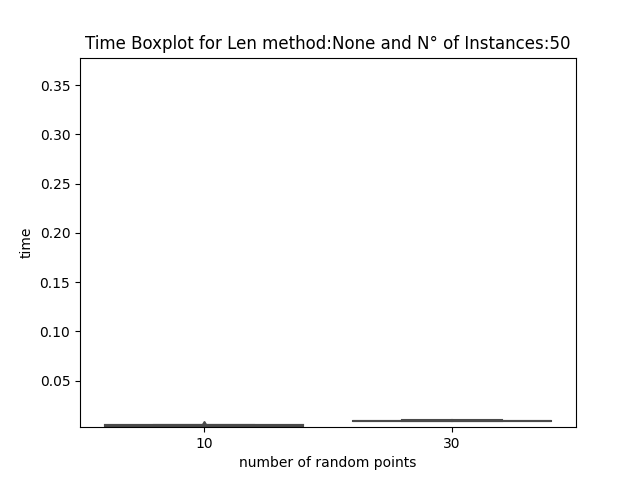 Time Boxplot for Len method:None and N° of Instances:50
0.35
0.30
0.25
0.20
0.15
0.10
0.05
time
10 30
number of random points